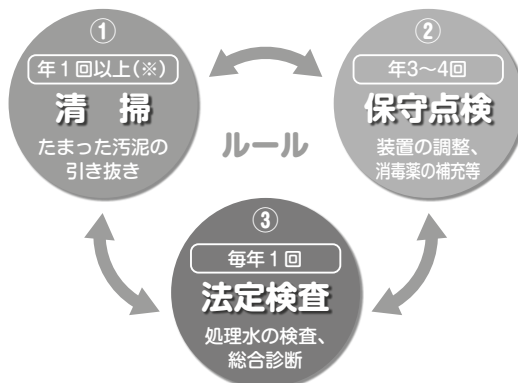 ①
年1回以上(※)
清 掃
たまった汚泥の
引き抜き
②
年3〜4回
保守点検
装置の調整、
消毒薬の補充等
ルール
③
毎年1回
法定検査
処理水の検査、
総合診断